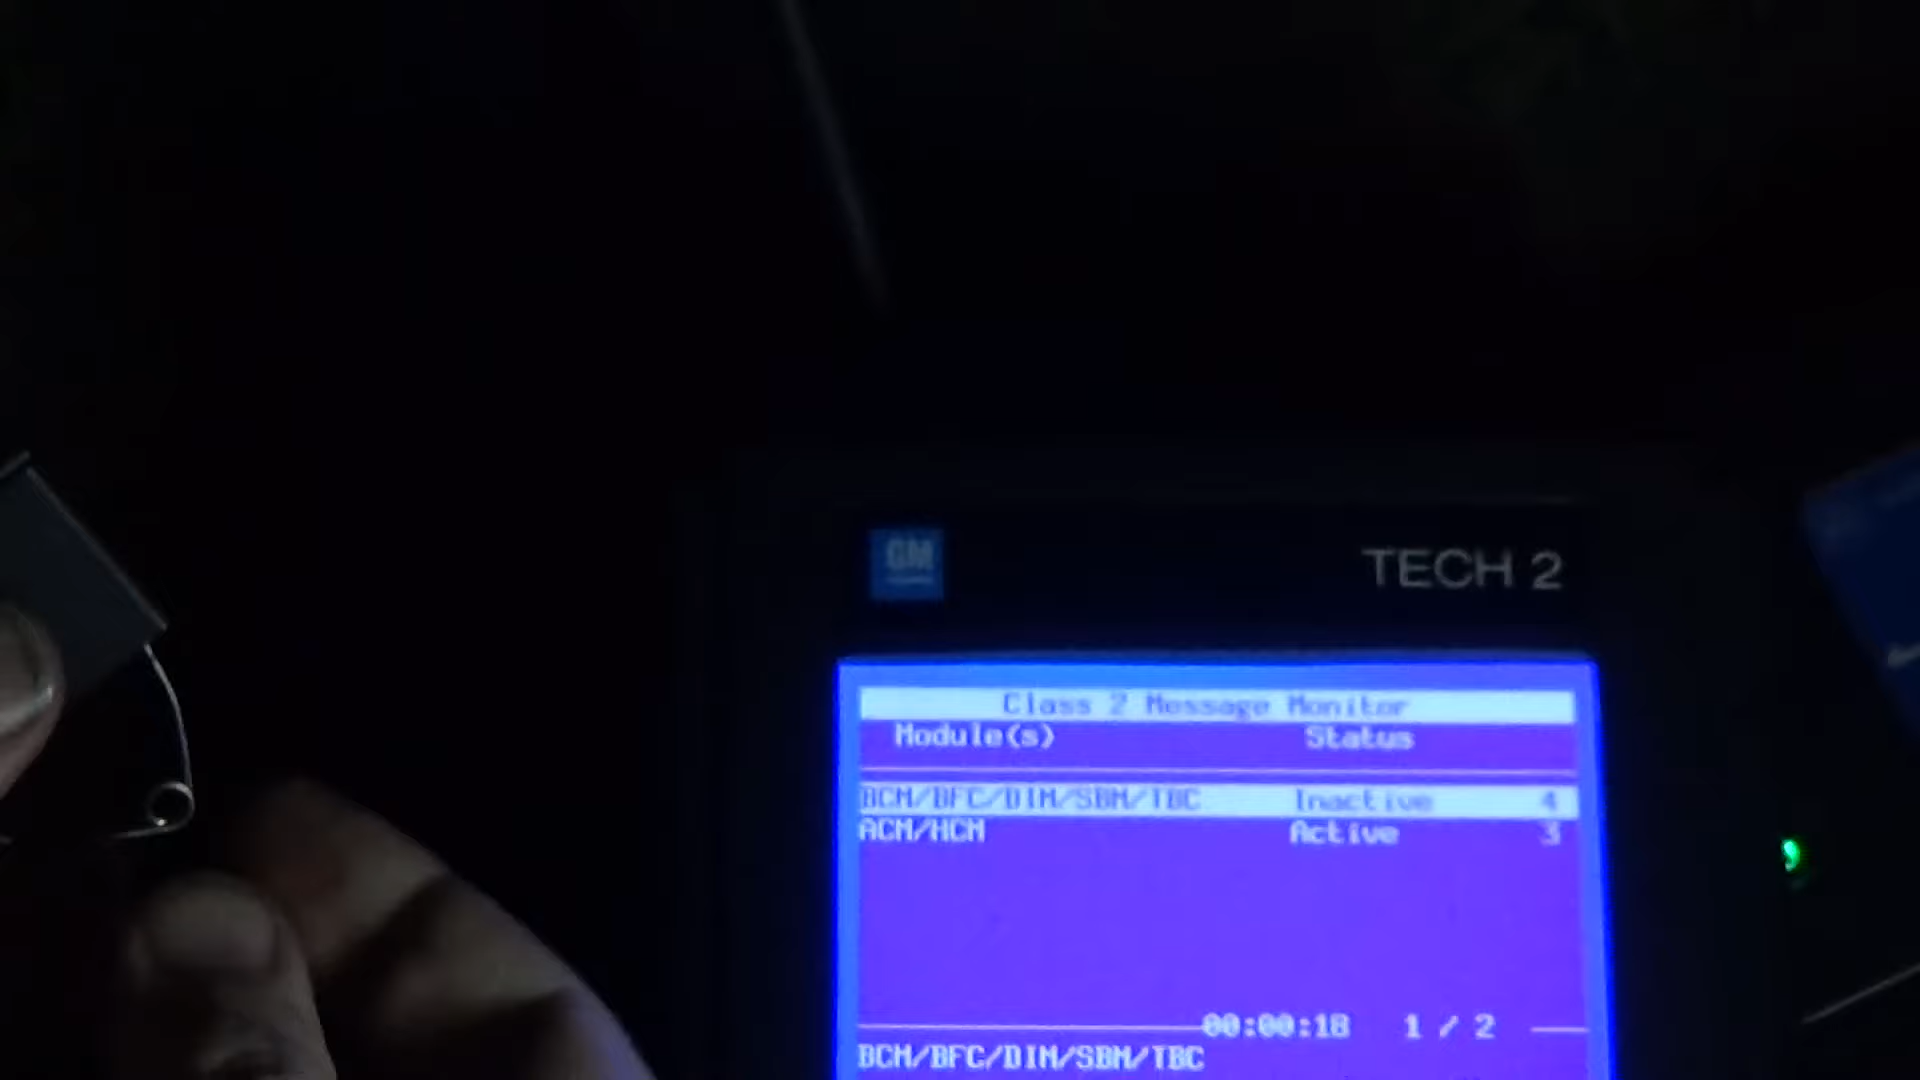 GM
TECH 2
Class 2 Message Monitor
Module(s) Status
BCM/BFC/DIM/SBM/TBC Inactive 4
ACM/HCM Active 3
00:00:18 1 / 2
BCM/BFC/DIM/SBM/TBC